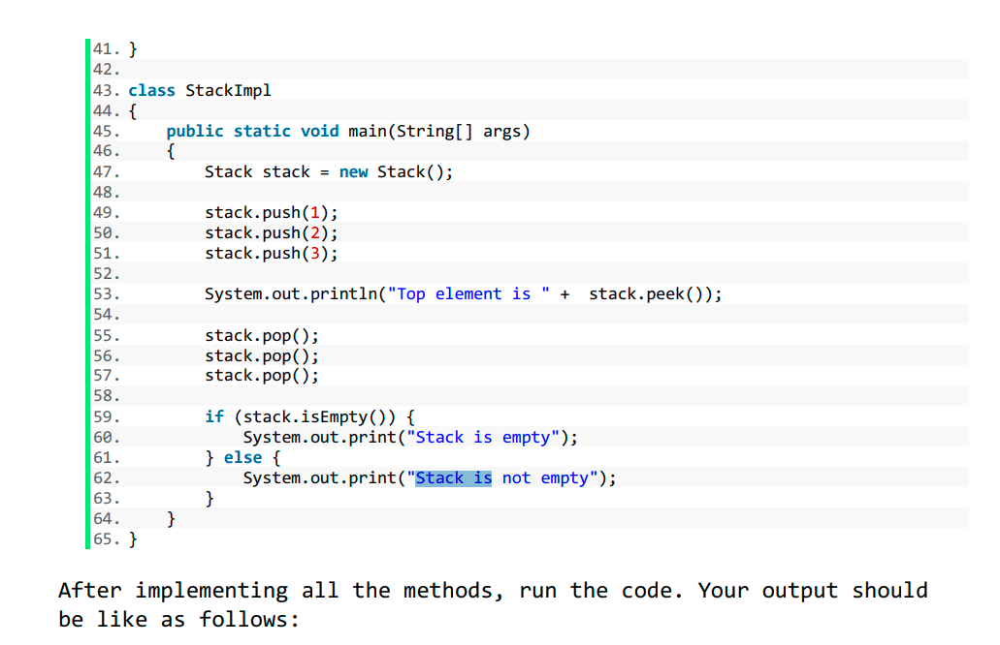 41. }
42.
43. class StackImpl
44. {
45.     public static void main(String[] args)
46.     {
47.         Stack stack = new Stack();
48.
49.         stack.push(1);
50.         stack.push(2);
51.         stack.push(3);
52.
53.         System.out.println("Top element is " +  stack.peek());
54.
55.         stack.pop();
56.         stack.pop();
57.         stack.pop();
58.
59.         if (stack.isEmpty()) {
60.             System.out.print("Stack is empty");
61.         } else {
62.             System.out.print("Stack is not empty");
63.         }
64.     }
65. }
After implementing all the methods, run the code. Your output should
be like as follows: